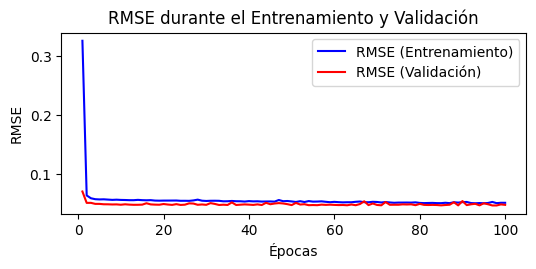 RMSE durante el Entrenamiento y Validación
RMSE (Entrenamiento)
RMSE (Validación)
0.3
0.2
0.1
RMSE
0
20
40
60
80
100
Épocas